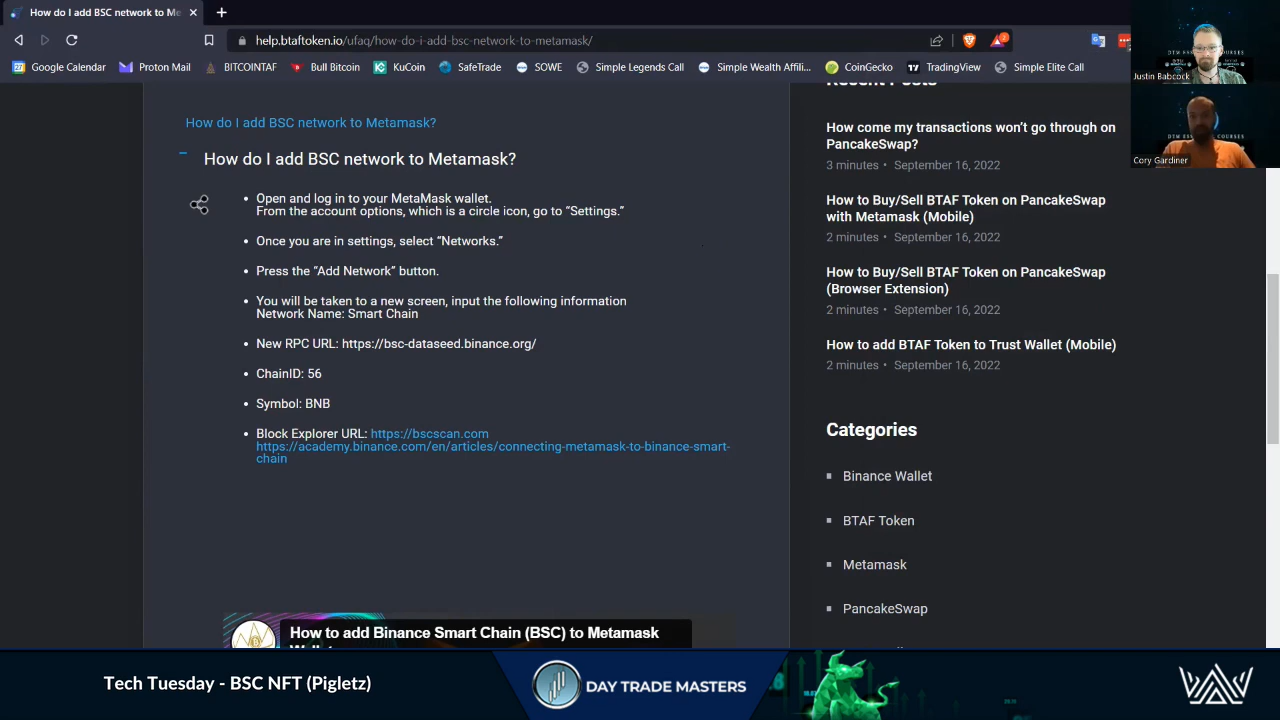 How do I add BSC network to M
help.btaftoken.io/ufaq/how-do-i-add-bsc-network-to-metamask/
Google Calendar
Proton Mail
BITCOINTAF
Bull Bit
KuCoin
SOWE
Simple Legends Call
Simple Wealth Alli...
CoinGecko
TradingView
Simple Elite Call
Justin Babcock
Cory Gardiner
How do I add BSC network to Metamask?
How do I add BSC network to Metamask?
Open and log in to your MetaMask wallet.
From the account options, which is a circle icon, go to “Settings.”
Once you are in settings, select “Networks.”
Press the “Add Network” button.
You will be taken to a new screen, input the following information
Network Name: Smart Chain
New RPC URL: https://bsc-dataseed.binance.org/
ChainID: 56
Symbol: BNB
Block Explorer URL: https://bscscan.com
https://academy.binance.com/en/articles/connecting-metamask-to-binance-smart-
chain
How to add Binance Smart Chain (BSC) to Metamask
Recent Posts
How come my transactions won’t go through on
PancakeSwap?
3 minutes • September 16, 2022
How to Buy/Sell BTAF Token on PancakeSwap
with Metamask (Mobile)
2 minutes • September 16, 2022
How to Buy/Sell BTAF Token on PancakeSwap
(Browser Extension)
2 minutes • September 16, 2022
How to add BTAF Token to Trust Wallet (Mobile)
2 minutes • September 16, 2022
Categories
Binance Wallet
BTAF Token
Metamask
PancakeSwap
Tech Tuesday - BSC NFT (Pigletz)
DAY TRADE MASTERS